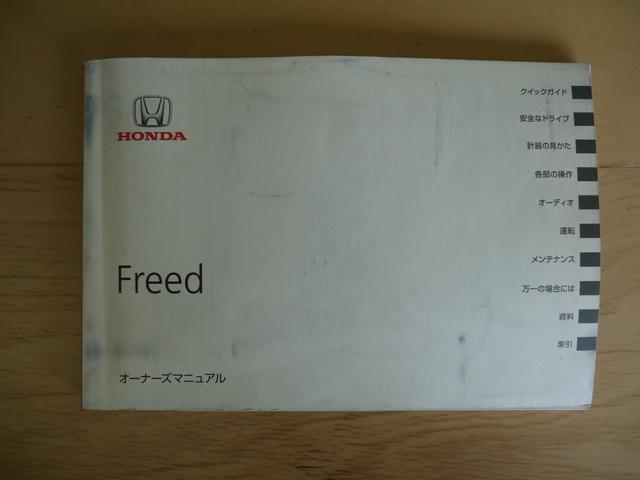 HONDA
Freed
オーナーズマニュアル
クイックガイド
安全なドライブ
計器の見かた
各部の操作
オーディオ
運転
メンテナンス
万一の場合には
資料
索引